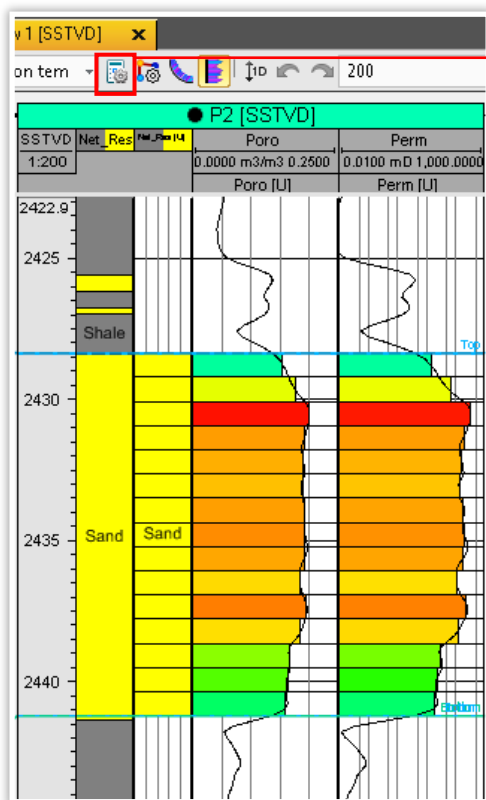 v 1 [SSTVD] x
on tem 1D 200
P2 [SSTVD]
SSTVD Net_Res Net_Res [U] Poro Perm
1:200 0.0000 m3/m3 0.2500 0.0100 mD 1,000.0000
Poro [U] Perm [U]
2422.9
2425
Shale
Top
2430
Sand Sand
2435
2440
Bottom